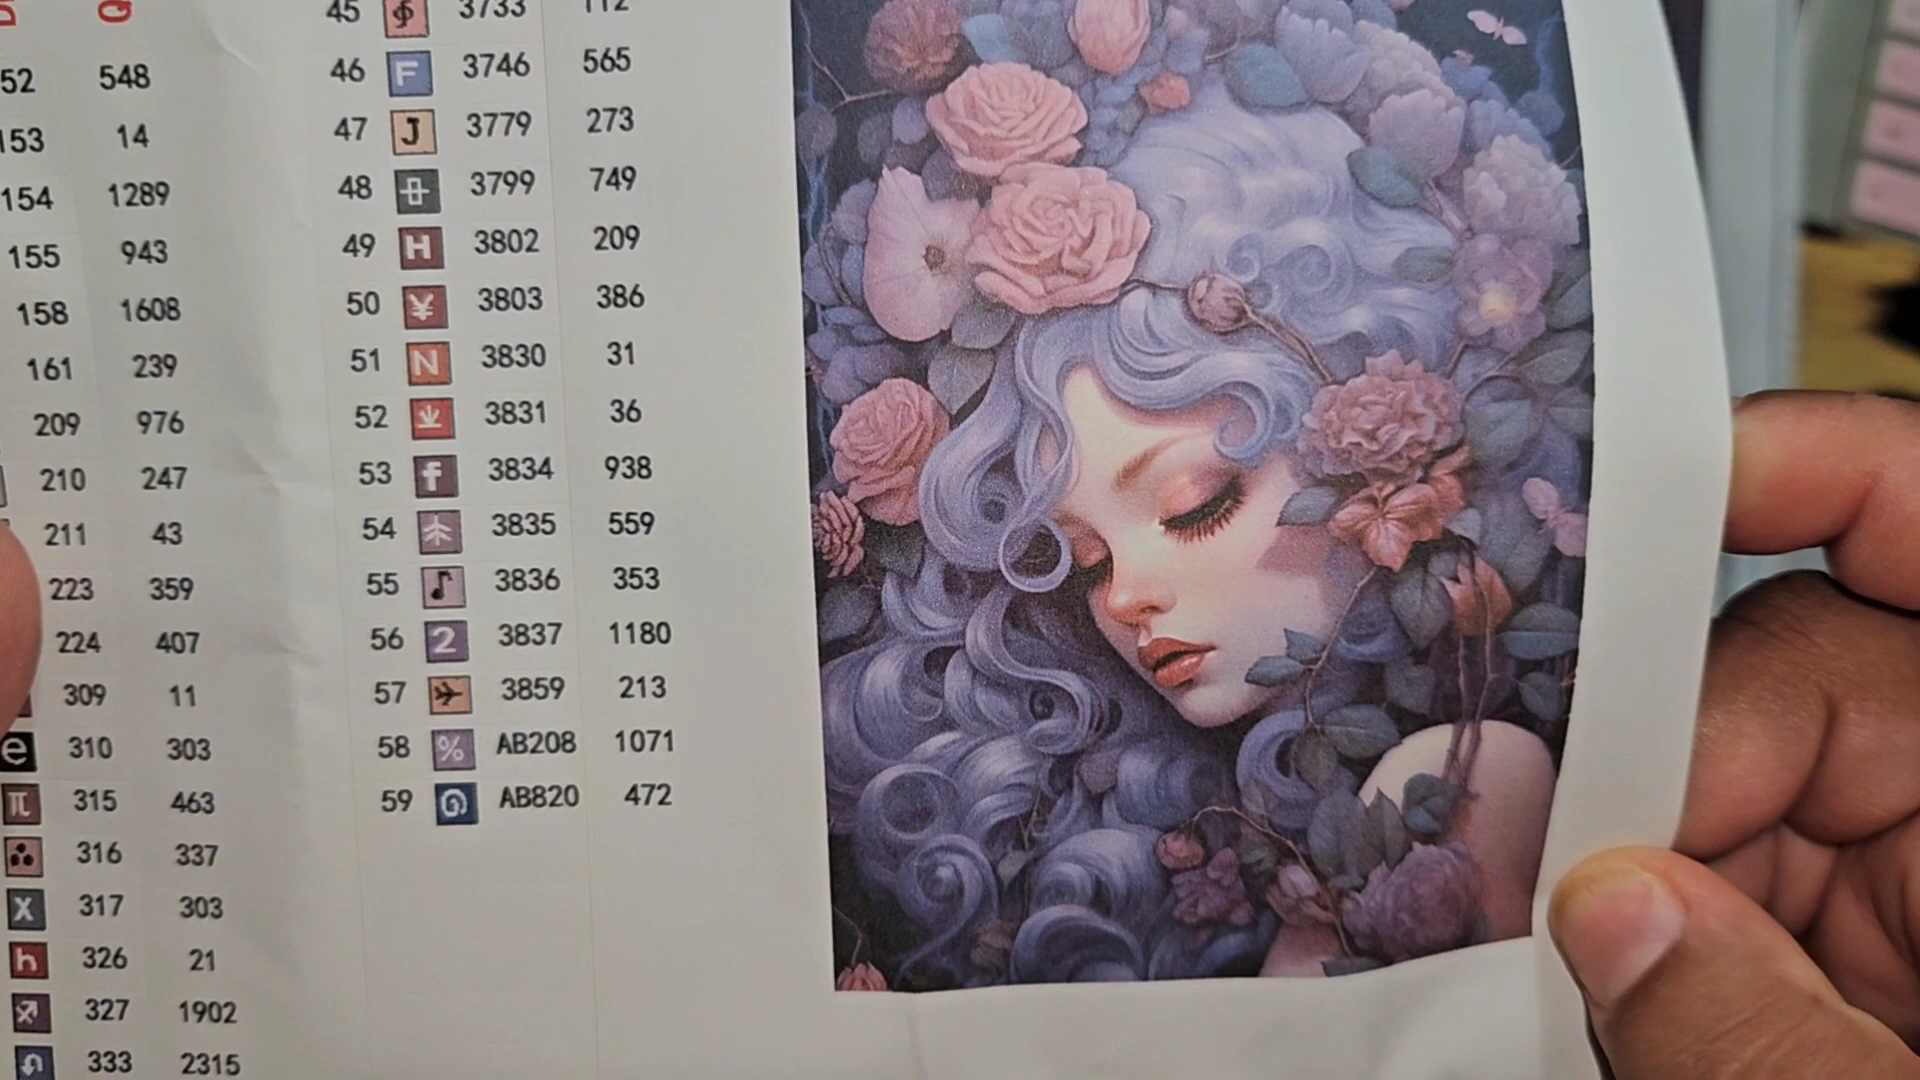 D Q
52 548
153 14
154 1289
155 943
158 1608
161 239
209 976
210 247
211 43
223 359
224 407
309 11
e 310 303
π 315 463
316 337
X 317 303
h 326 21
327 1902
333 2315
45 3733 112
46 F 3746 565
47 J 3779 273
48 3799 749
49 H 3802 209
50 ¥ 3803 386
51 N 3830 31
52 3831 36
53 f 3834 938
54 3835 559
55 ♪ 3836 353
56 2 3837 1180
57 3859 213
58 % AB208 1071
59 AB820 472